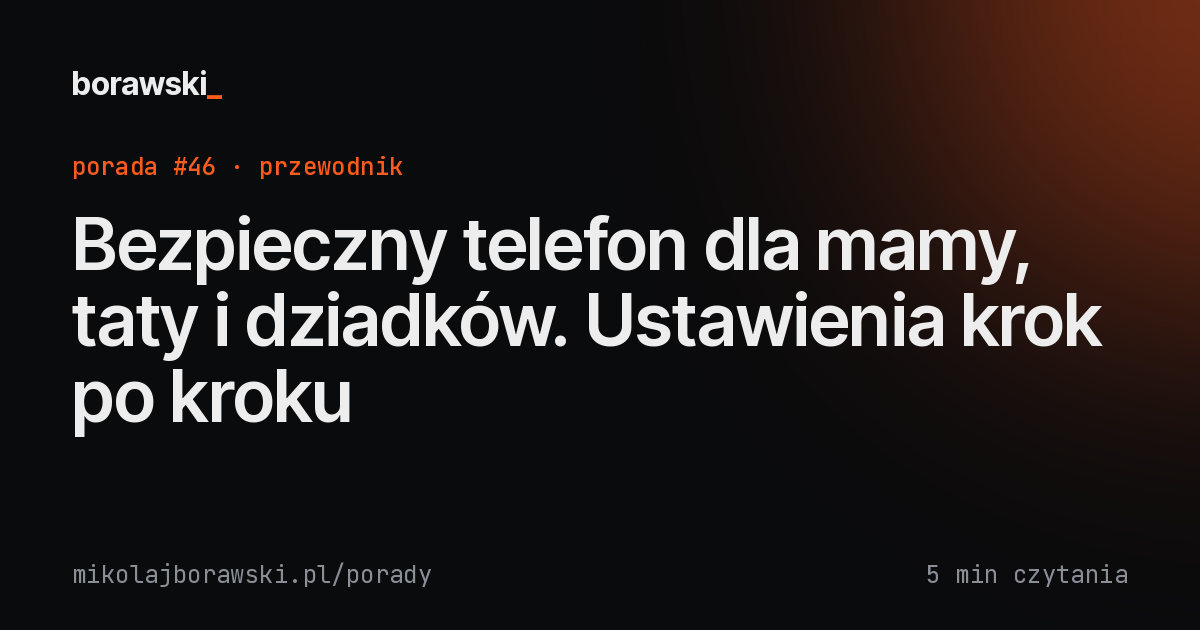 borawski_
porada #46 · przewodnik
Bezpieczny telefon dla mamy,
taty i dziadków. Ustawienia krok
po kroku
mikolajborawski.pl/porady
5 min czytania